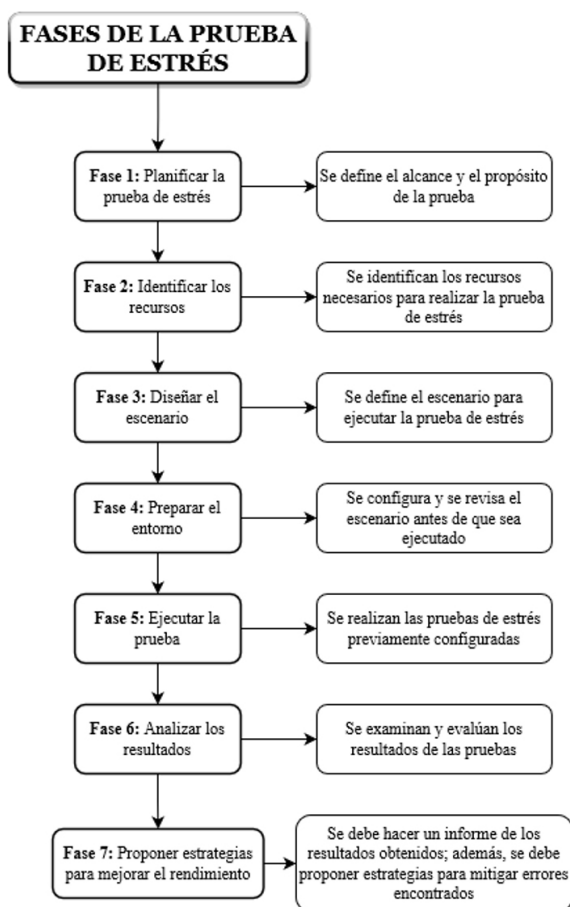 FASES DE LA PRUEBA
DE ESTRÉS
Fase 1: Planificar la
prueba de estrés
Se define el alcance y el propósito
de la prueba
Fase 2: Identificar los
recursos
Se identifican los recursos
necesarios para realizar la prueba
de estrés
Fase 3: Diseñar el
escenario
Se define el escenario para
ejecutar la prueba de estrés
Fase 4: Preparar el
entorno
Se configura y se revisa el
escenario antes de que sea
ejecutado
Fase 5: Ejecutar la
prueba
Se realizan las pruebas de estrés
previamente configuradas
Fase 6: Analizar los
resultados
Se examinan y evalúan los
resultados de las pruebas
Fase 7: Proponer estrategias
para mejorar el rendimiento
Se debe hacer un informe de los
resultados obtenidos; además, se debe
proponer estrategias para mitigar errores
encontrados